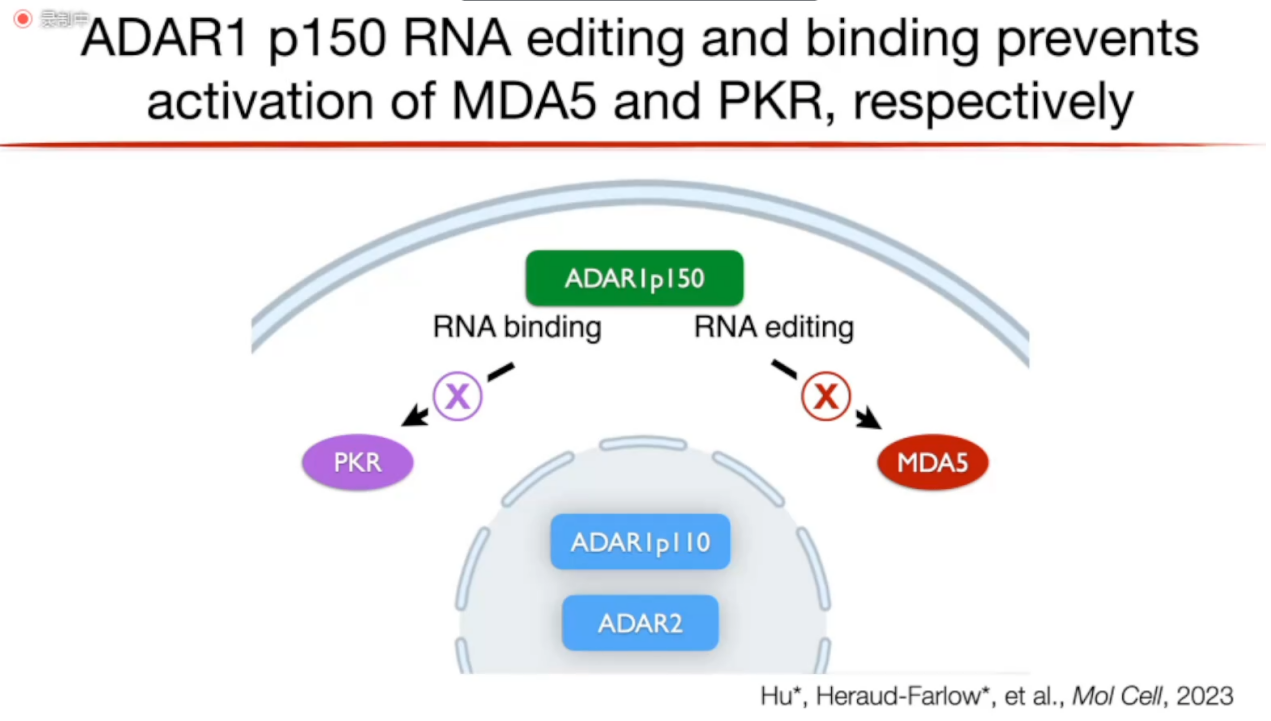 录制中
ADAR1 p150 RNA editing and binding prevents
activation of MDA5 and PKR, respectively
ADAR1p150
RNA binding
RNA editing
X
X
PKR
MDA5
ADAR1p110
ADAR2
Hu*, Heraud-Farlow*, et al., Mol Cell, 2023